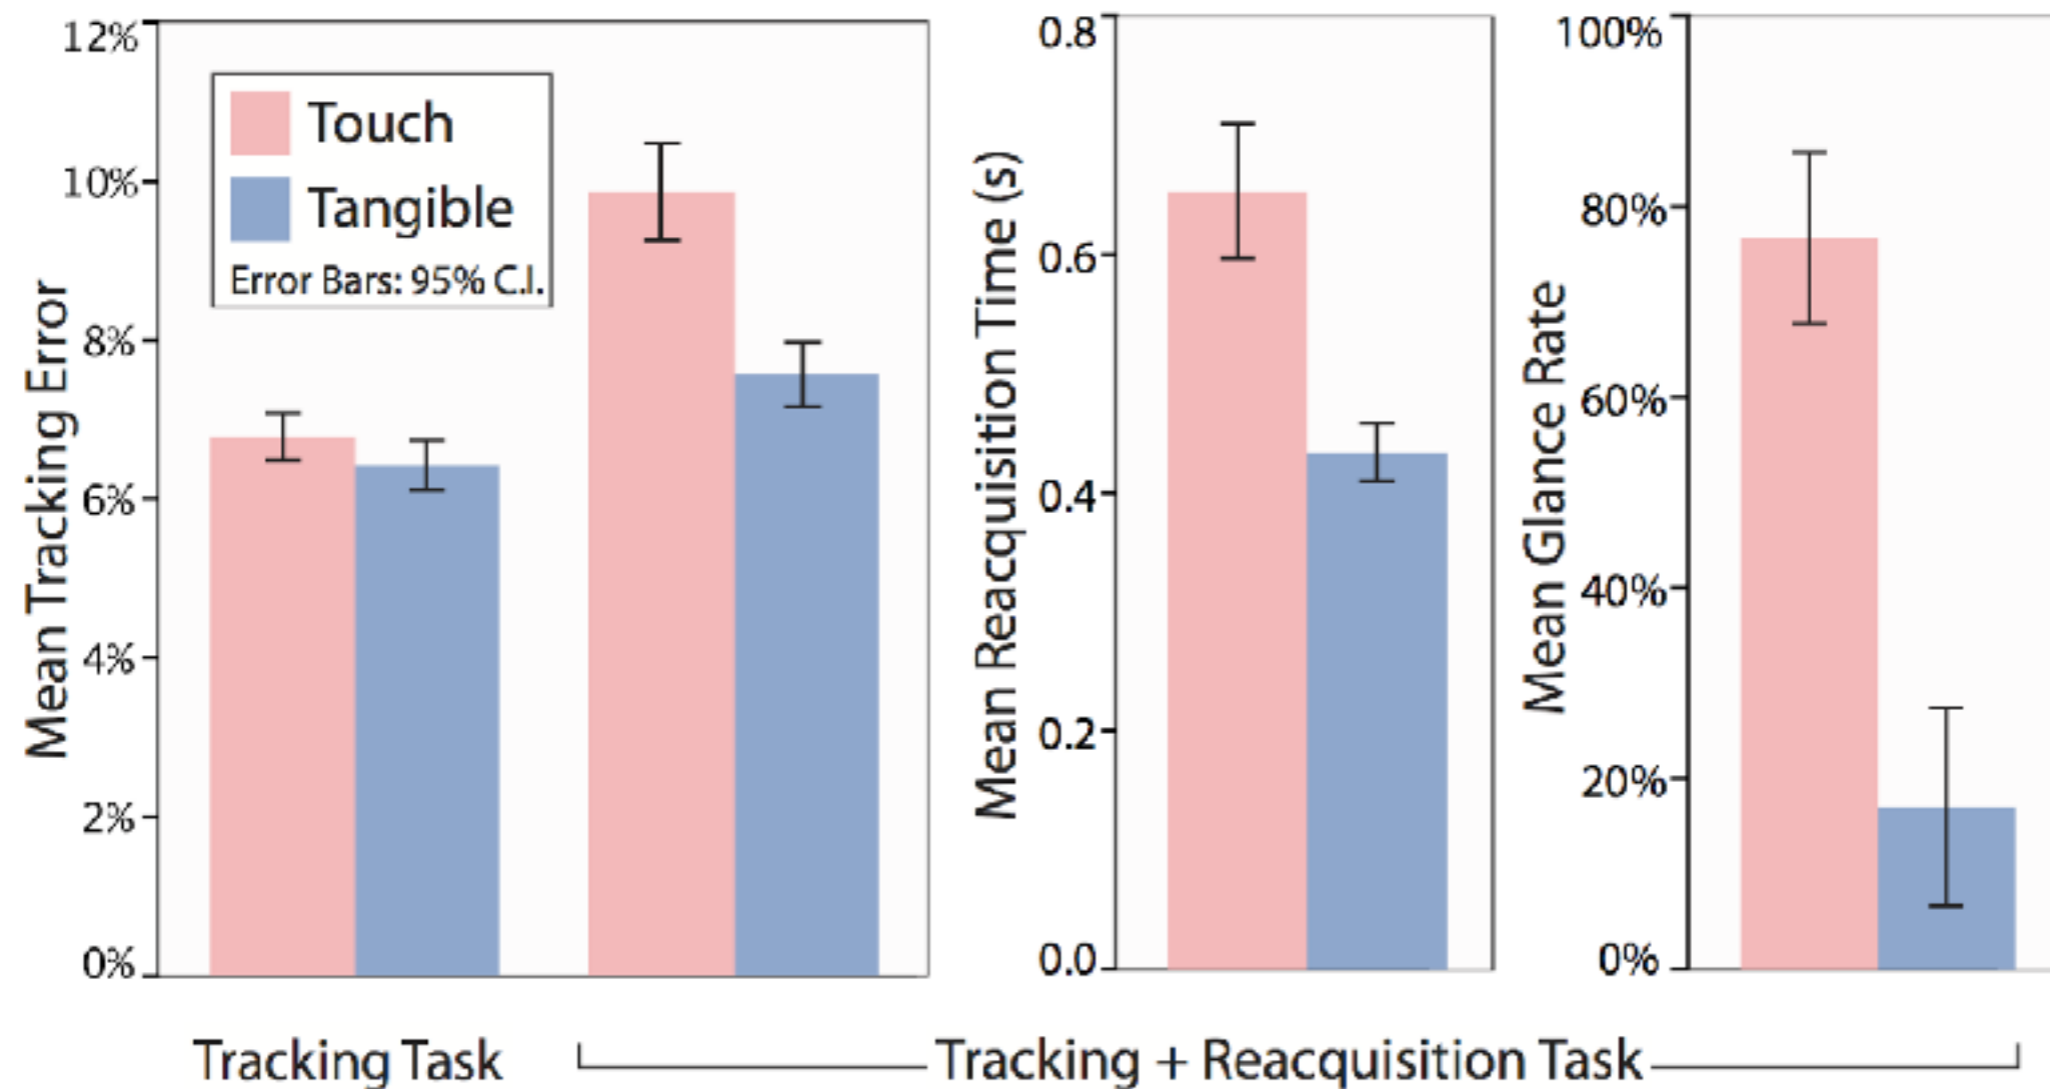 Mean Tracking Error
12%
10%
8%
6%
4%
2%
0%
Touch
Tangible
Error Bars: 95% C.I.
Mean Reacquisition Time (s)
0.8
0.6
0.4
0.2
0.0
Mean Glance Rate
100%
80%
60%
40%
20%
0%
Tracking Task
Tracking + Reacquisition Task